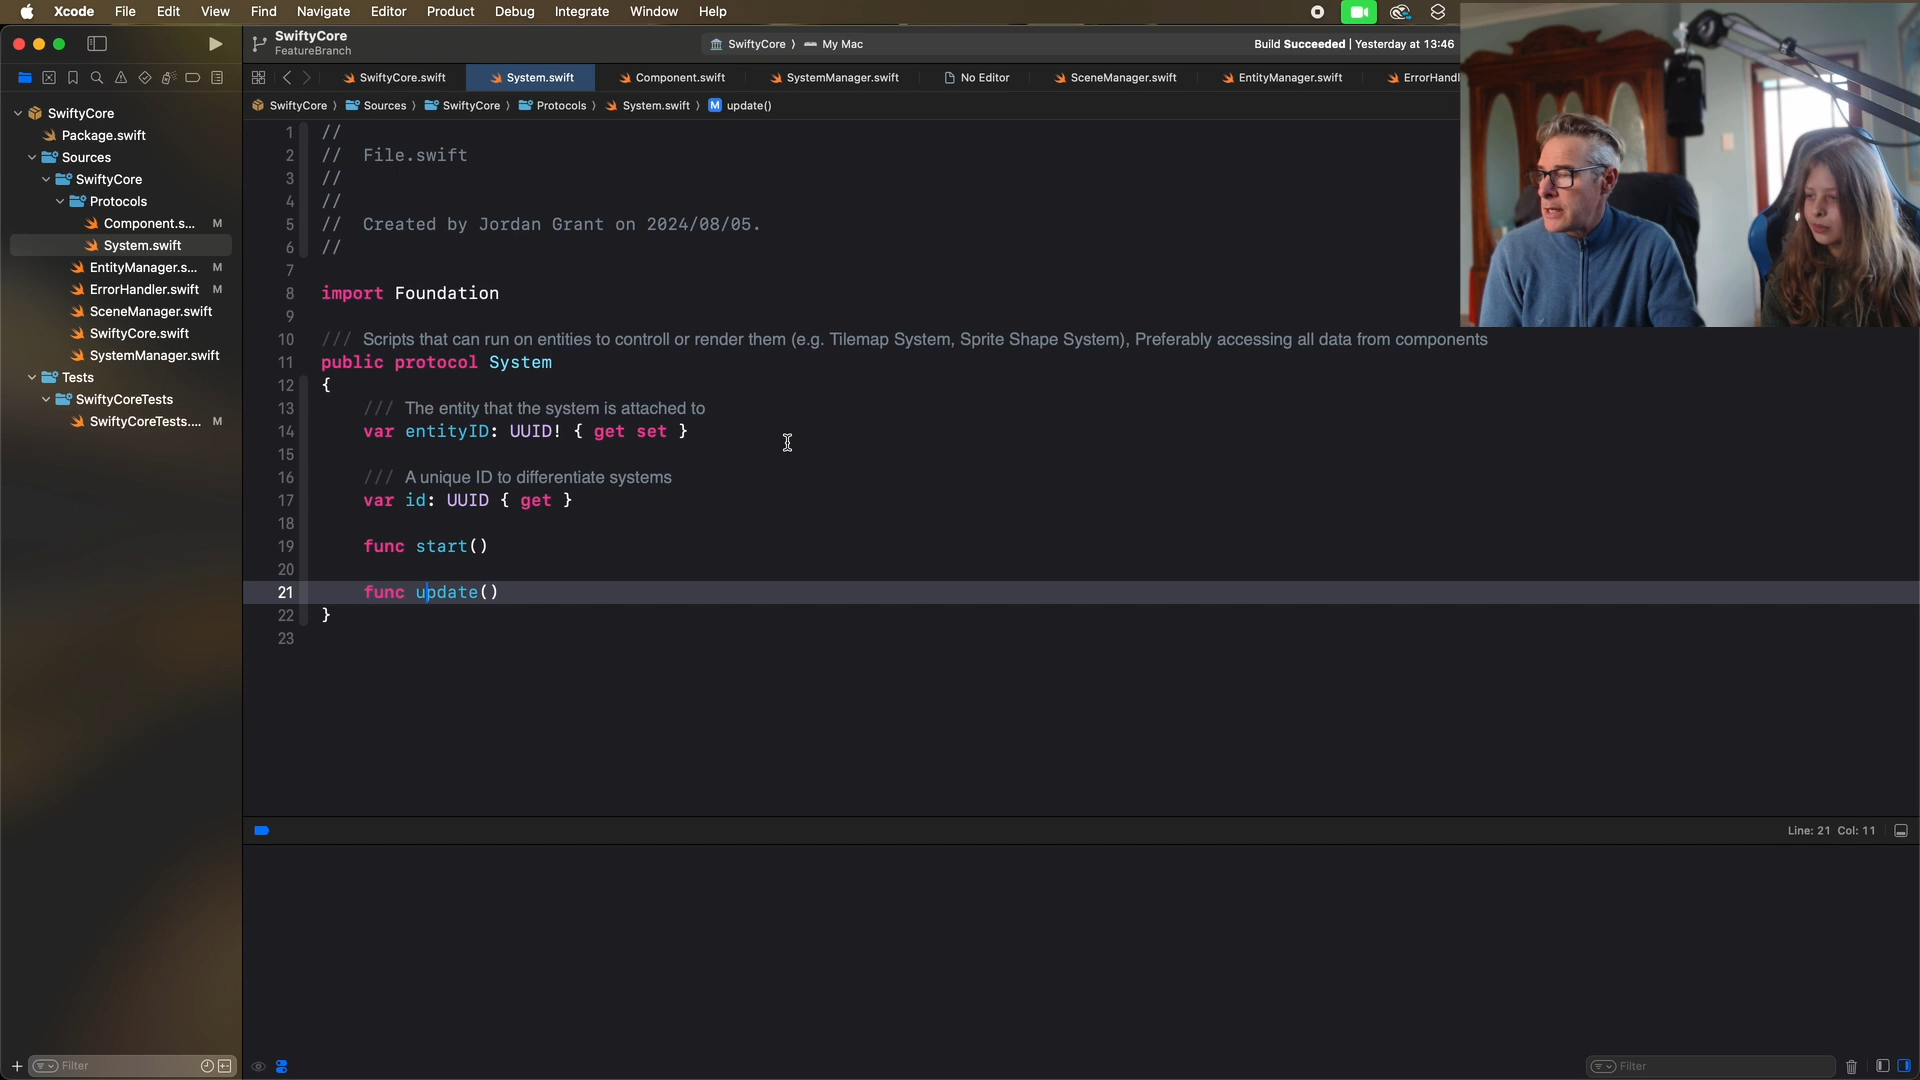 Xcode File Edit View Find Navigate Editor Product Debug Integrate Window Help
SwiftyCore
FeatureBranch
SwiftyCore ⟩ My Mac
Build Succeeded | Yesterday at 13:46
SwiftyCore.swift System.swift Component.swift SystemManager.swift No Editor SceneManager.swift EntityManager.swift ErrorHandl
SwiftyCore ⟩ Sources ⟩ SwiftyCore ⟩ Protocols ⟩ System.swift ⟩ M update()
SwiftyCore
Package.swift
Sources
SwiftyCore
Protocols
Component.s... M
System.swift
EntityManager.s... M
ErrorHandler.swift M
SceneManager.swift
SwiftyCore.swift
SystemManager.swift
Tests
SwiftyCoreTests
SwiftyCoreTests.... M
Filter
1 //
2 // File.swift
3 //
4 //
5 // Created by Jordan Grant on 2024/08/05.
6 //
7
8 import Foundation
9
10 /// Scripts that can run on entities to controll or render them (e.g. Tilemap System, Sprite Shape System), Preferably accessing all data from components
11 public protocol System
12 {
13 /// The entity that the system is attached to
14 var entityID: UUID! { get set }
15
16 /// A unique ID to differentiate systems
17 var id: UUID { get }
18
19 func start()
20
21 func update()
22 }
23
Line: 21 Col: 11
Filter